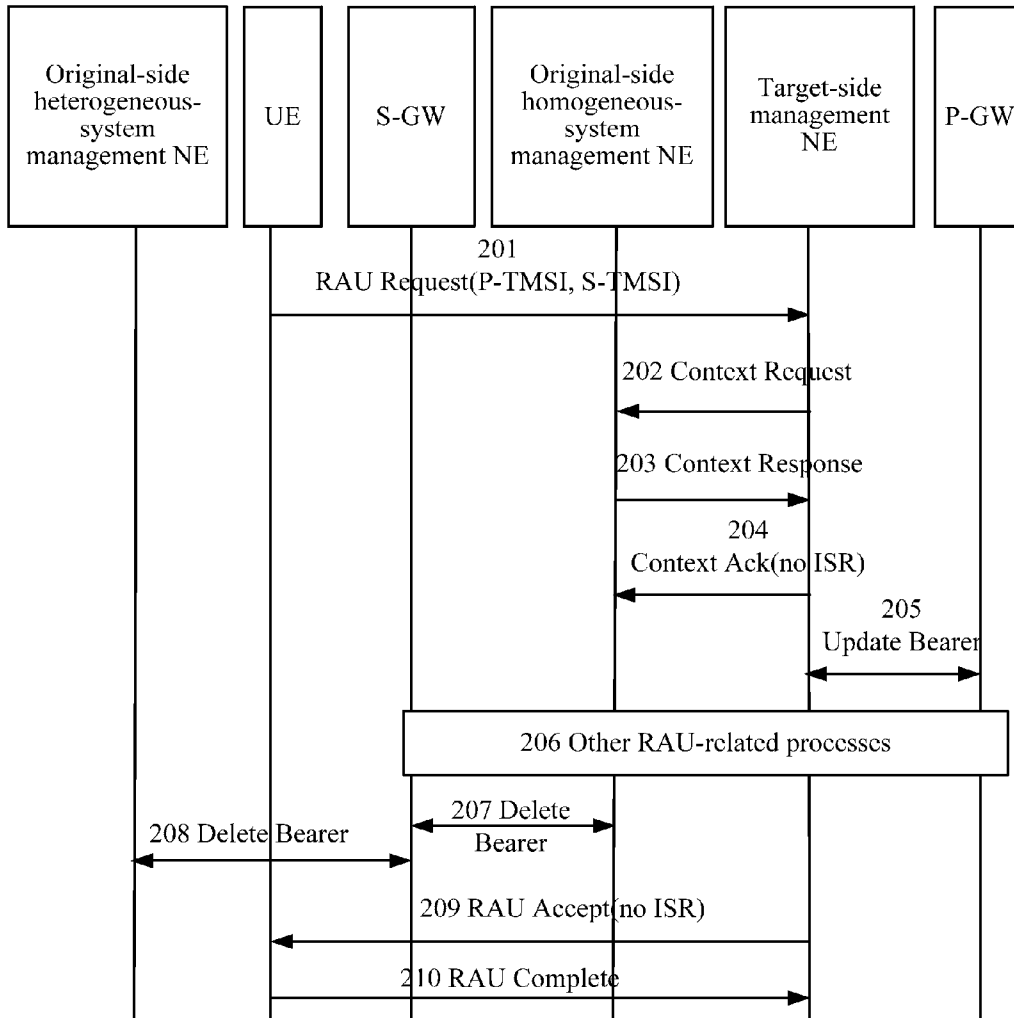 Original-side
heterogeneous-
system
management NE
UE
S-GW
Original-side
homogeneous-
system
management NE
Target-side
management
NE
P-GW
201
RAU Request(P-TMSI, S-TMSI)
202 Context Request
203 Context Response
204
Context Ack(no ISR)
205
Update Bearer
206 Other RAU-related processes
207 Delete
Bearer
208 Delete Bearer
209 RAU Accept(no ISR)
210 RAU Complete